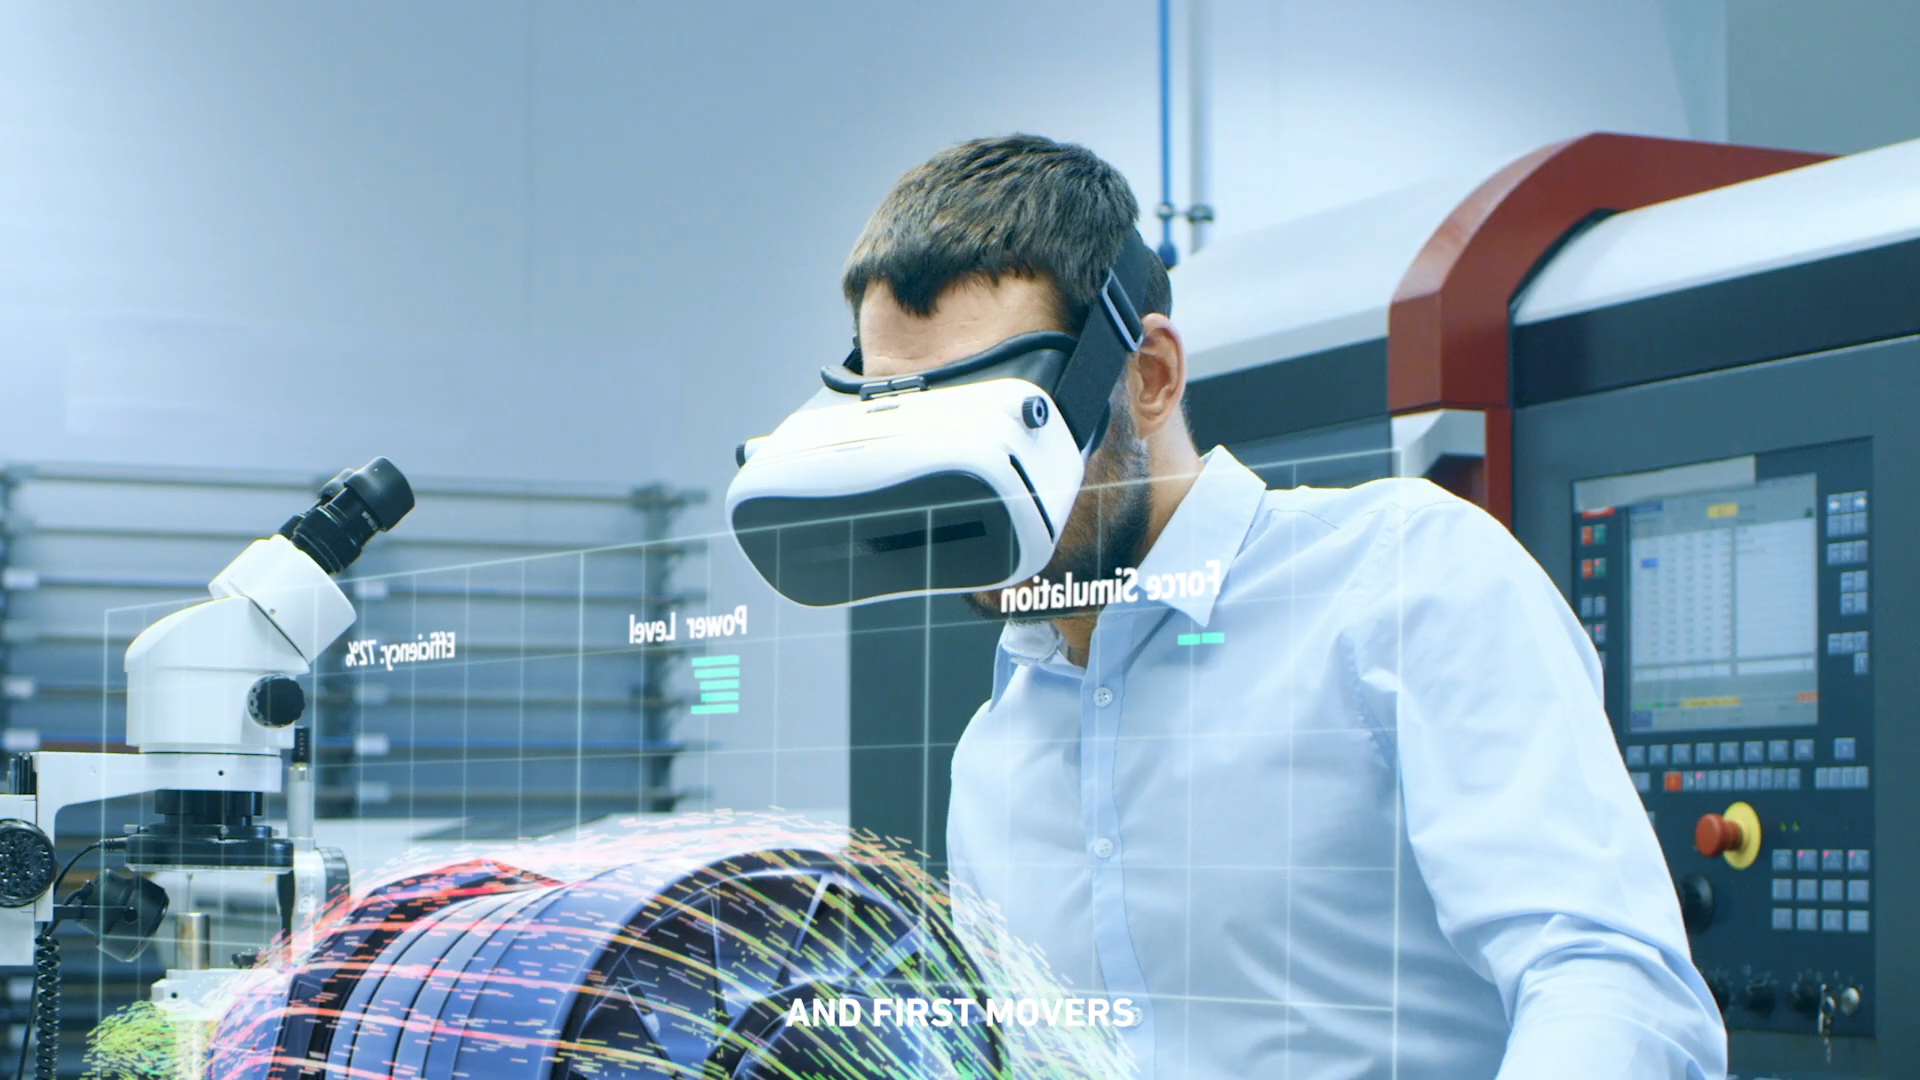 Force Simulation
Power Level
Efficiency: 72%
AND FIRST MOVERS